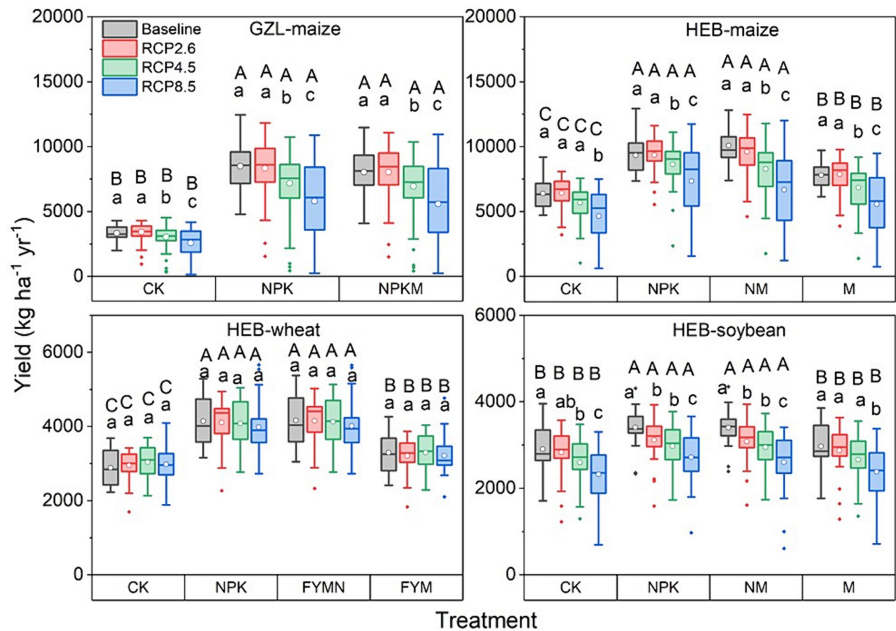 GZL-maize
Baseline
RCP2.6
RCP4.5
RCP8.5
20000
15000
10000
5000
0
B B B B
a a b c
A A A A
a a b c
A A A A
a a b c
CK NPK NPKM
HEB-maize
20000
15000
10000
5000
0
C C C C
a a a b
A A A A
a a b c
A A A A
a a b c
B B B B
a a b c
CK NPK NM M
HEB-wheat
6000
4000
2000
0
C C C C
a a a a
A A A A
a a a a
A A A A
a a a a
B B B B
a a a a
CK NPK FYMN FYM
HEB-soybean
6000
4000
2000
0
B B B B
a ab b c
A A A A
a b b c
A A A A
a b b c
B B B B
a a a b
CK NPK NM M
Yield (kg ha⁻¹ yr⁻¹)
Treatment